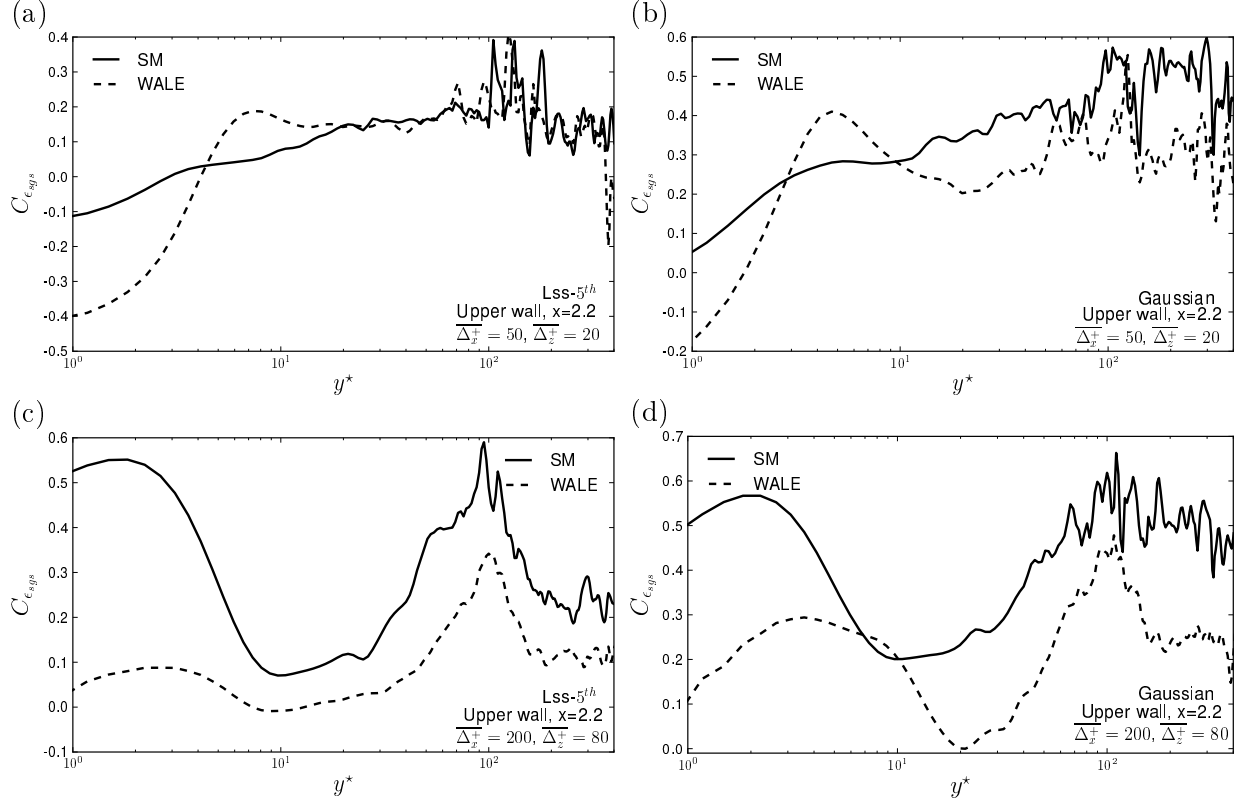 (a)
0.4
0.3
0.2
0.1
0.0
-0.1
-0.2
-0.3
-0.4
-0.5
C_{ϵ_{sgs}}
SM
WALE
Lss-5^{th}
Upper wall, x=2.2
\overline{Δ_x^+} = 50, \overline{Δ_z^+} = 20
10^0 10^1 10^2
y^⋆
(b)
0.6
0.5
0.4
0.3
0.2
0.1
0.0
-0.1
-0.2
C_{ϵ_{sgs}}
SM
WALE
Gaussian
Upper wall, x=2.2
\overline{Δ_x^+} = 50, \overline{Δ_z^+} = 20
10^0 10^1 10^2
y^⋆
(c)
0.6
0.5
0.4
0.3
0.2
0.1
0.0
-0.1
C_{ϵ_{sgs}}
SM
WALE
Lss-5^{th}
Upper wall, x=2.2
\overline{Δ_x^+} = 200, \overline{Δ_z^+} = 80
10^0 10^1 10^2
y^⋆
(d)
0.7
0.6
0.5
0.4
0.3
0.2
0.1
0.0
C_{ϵ_{sgs}}
SM
WALE
Gaussian
Upper wall, x=2.2
\overline{Δ_x^+} = 200, \overline{Δ_z^+} = 80
10^0 10^1 10^2
y^⋆